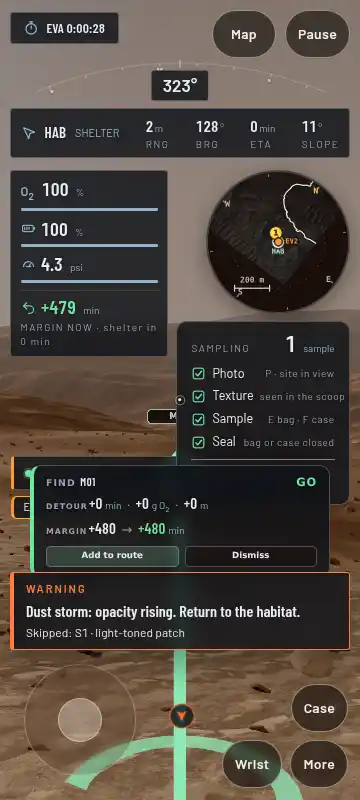 EVA 0:00:28
Map
Pause
323°
HAB SHELTER
2 m
RNG
128°
BRG
0 min
ETA
11°
SLOPE
O₂ 100 %
100 %
4.3 psi
+479 min
MARGIN NOW · shelter in
0 min
N
W
E
S
1
EV2
HAB
200 m
SAMPLING 1 sample
Photo P · site in view
Texture seen in the scoop
Sample E bag · F case
Seal bag or case closed
FIND M01 GO
DETOUR +0 min · +0 g O₂ · +0 m
MARGIN +480 → +480 min
Add to route
Dismiss
WARNING
Dust storm: opacity rising. Return to the habitat.
Skipped: S1 · light-toned patch
Case
Wrist
More